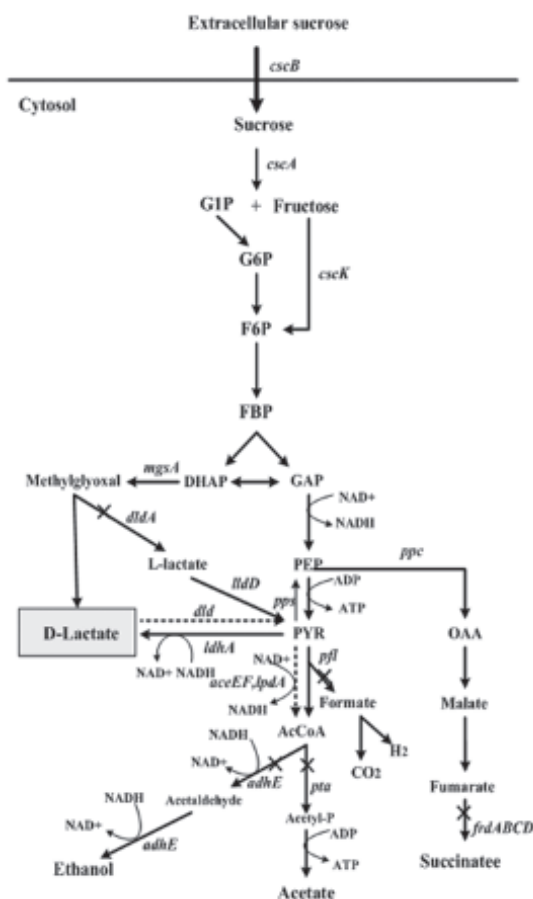 Extracellular sucrose
cscB
Cytosol
Sucrose
cscA
G1P + Fructose
G6P
cscK
F6P
FBP
Methylglyoxal mgsA DHAP GAP
NAD+
NADH
dldA
L-lactate
lldD
PEP
ppc
ADP
ATP
pps
dld
D-Lactate
ldhA
PYR
OAA
NAD+ NADH
NAD+
aceEF,lpdA
NADH
pfl
Formate
Malate
AcCoA
H2
CO2
NADH
NAD+
adhE
pta
Fumarate
Acetaldehyde
Acetyl-P
frdABCD
NADH
NAD+
adhE
Ethanol
ADP
ATP
Succinatee
Acetate